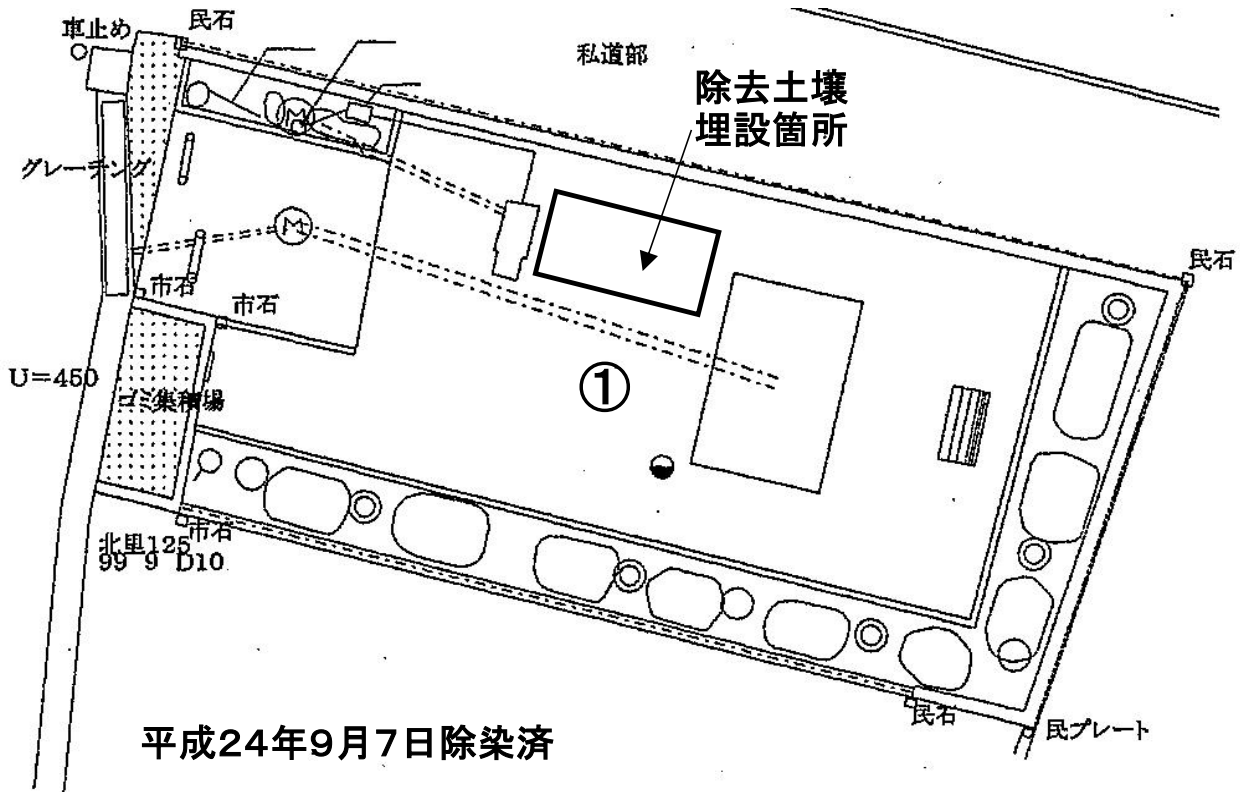 車止め
民石
私道部
除去土壌
埋設箇所
M
グレーチング
M
民石
市石
市石
U=450
ゴミ集積場
①
市石
北里125
99 9 D10
民石
民プレート
平成24年9月7日除染済